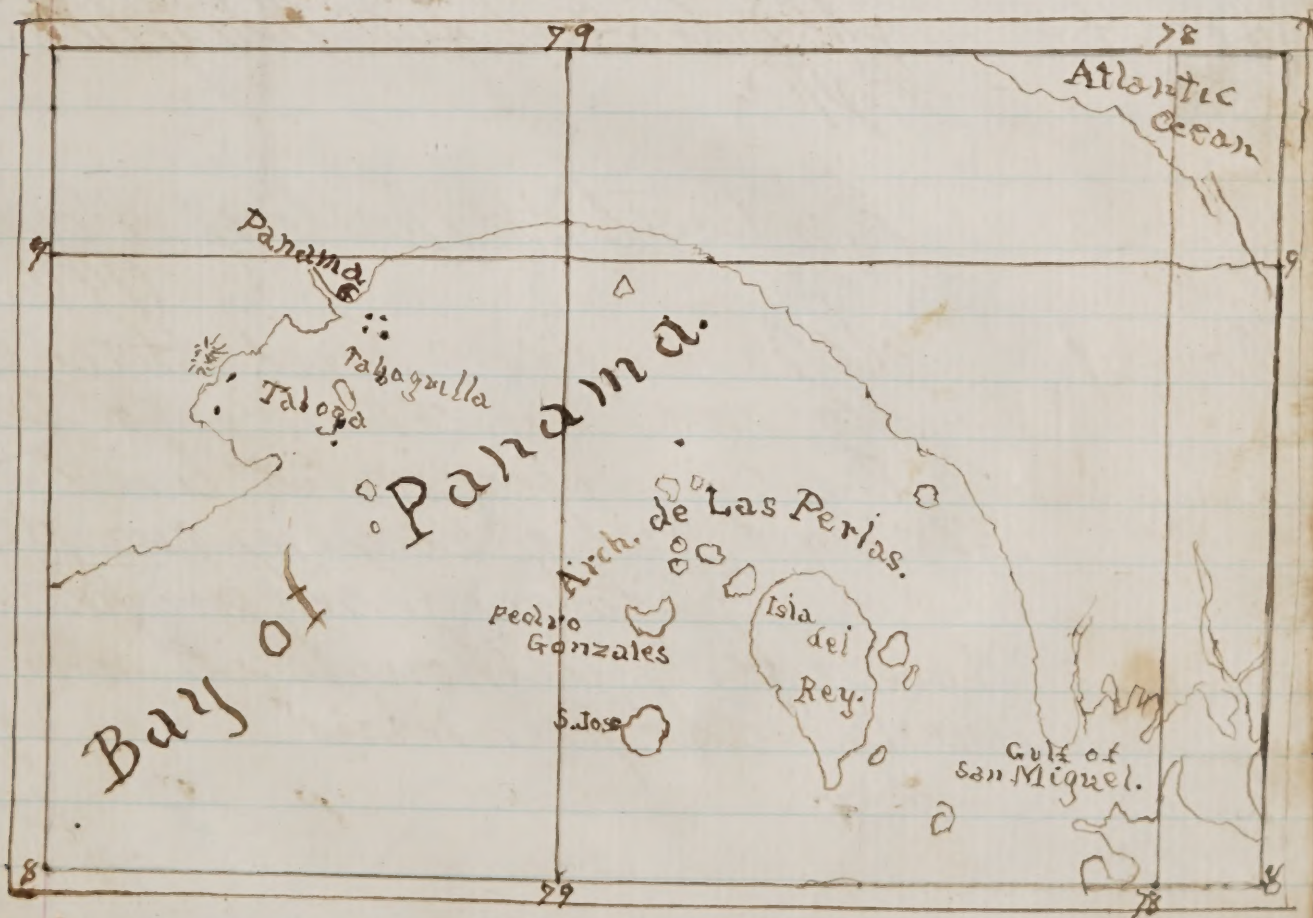 79
78
Atlantic
Ocean
Panama
9
9
Tabaguilla
Taboga
Bay of Panama.
Arch. de Las Perlas.
Pedro
Gonzales
Isla
del
Rey.
S. Jose
Gulf of
San Miguel.
8
79
78
8